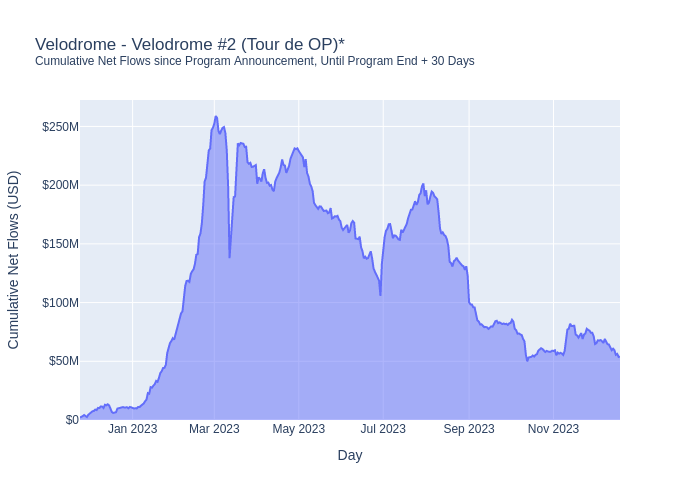 Velodrome - Velodrome #2 (Tour de OP)*
Cumulative Net Flows since Program Announcement, Until Program End + 30 Days
Cumulative Net Flows (USD)
$250M
$200M
$150M
$100M
$50M
$0
Jan 2023 Mar 2023 May 2023 Jul 2023 Sep 2023 Nov 2023
Day